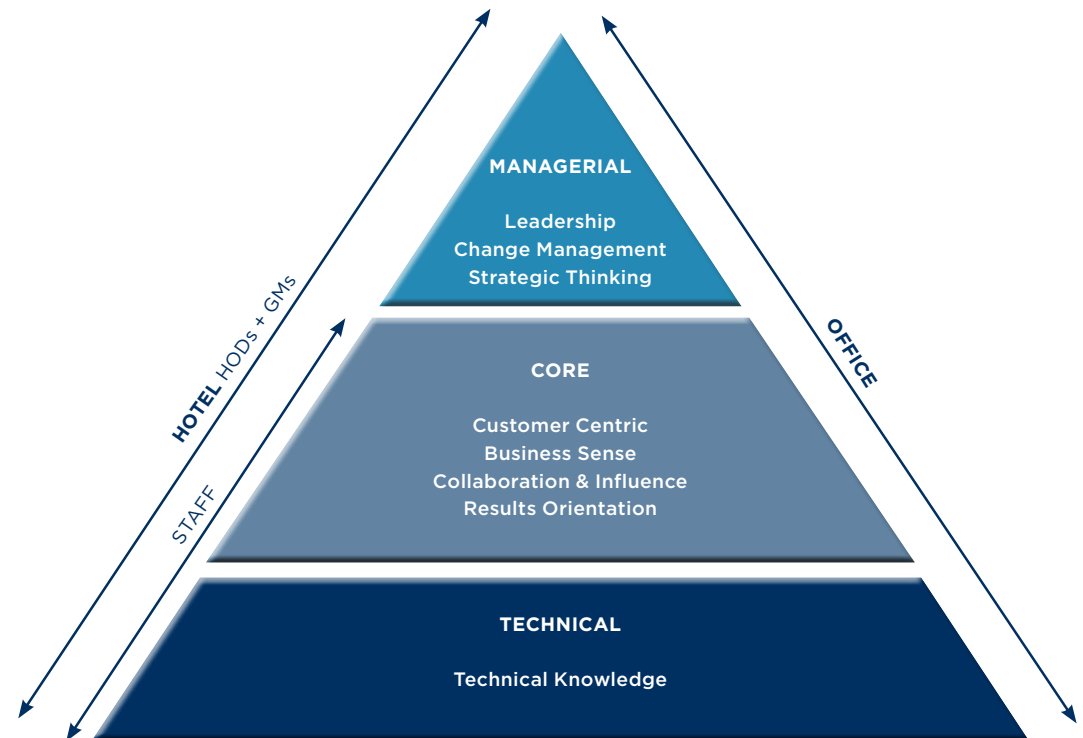 MANAGERIAL
Leadership
Change Management
Strategic Thinking
HOTEL HODs + GMs
OFFICE
CORE
Customer Centric
Business Sense
Collaboration & Influence
Results Orientation
STAFF
TECHNICAL
Technical Knowledge